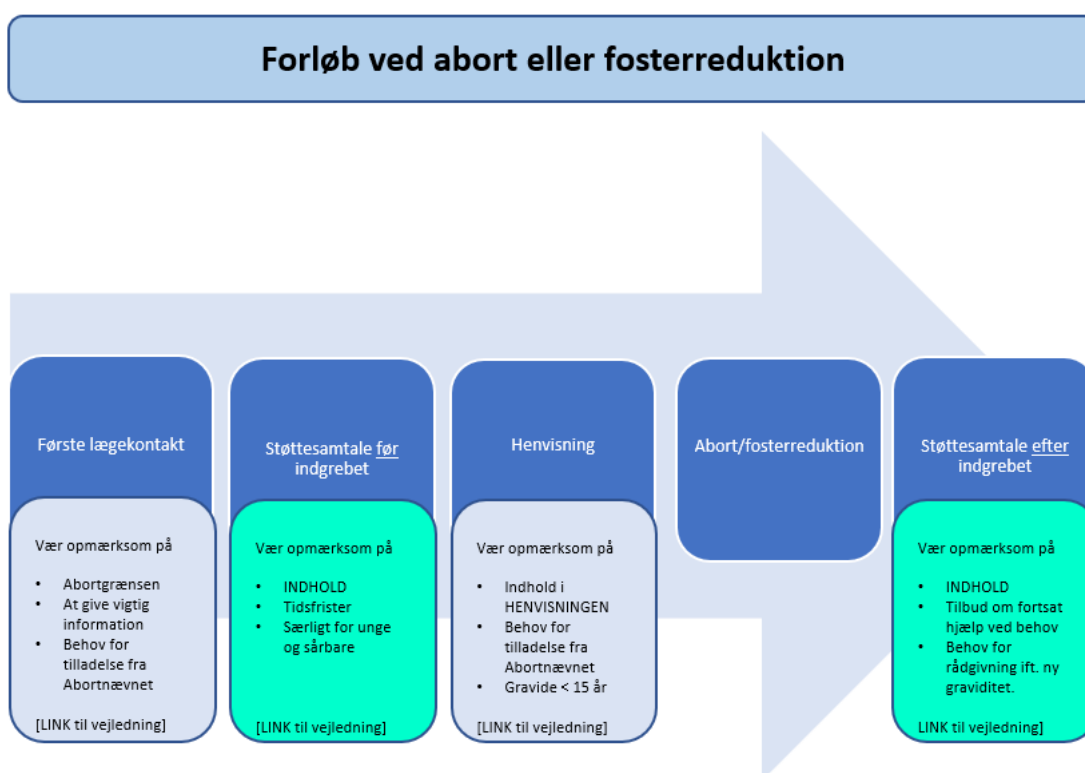 Forløb ved abort eller fosterreduktion
Første lægekontakt
Vær opmærksom på
• Abortgrænsen
• At give vigtig
information
• Behov for
tilladelse fra
Abortnævnet
[LINK til vejledning]
Støttesamtale før
indgrebet
Vær opmærksom på
• INDHOLD
• Tidsfrister
• Særligt for unge
og sårbare
[LINK til vejledning]
Henvisning
Vær opmærksom på
• Indhold i
HENVISNINGEN
• Behov for
tilladelse fra
Abortnævnet
• Gravide < 15 år
[LINK til vejledning]
Abort/fosterreduktion
Støttesamtale efter
indgrebet
Vær opmærksom på
• INDHOLD
• Tilbud om fortsat
hjælp ved behov
• Behov for
rådgivning ift. ny
graviditet.
LINK til vejledning]